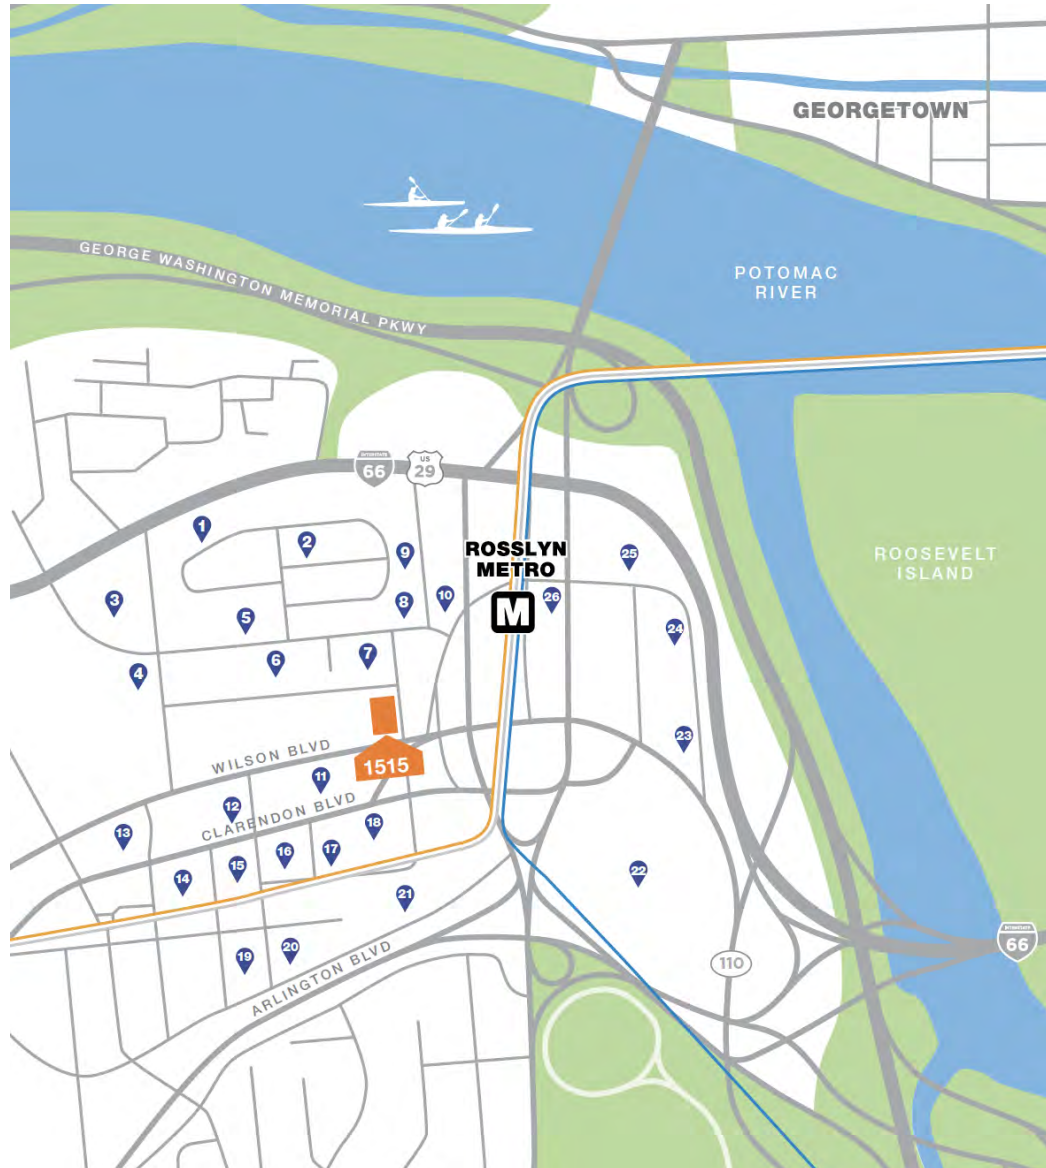 GEORGETOWN
POTOMAC
RIVER
GEORGE WASHINGTON MEMORIAL PKWY
INTERSTATE
66
US
29
1
2
9
25
ROSSLYN
METRO
M
ROOSEVELT
ISLAND
3
5
8
10
26
24
4
6
7
23
WILSON BLVD
1515
11
12
CLARENDON BLVD
13
14
15
16
17
18
21
22
19
20
ARLINGTON BLVD
110
INTERSTATE
66